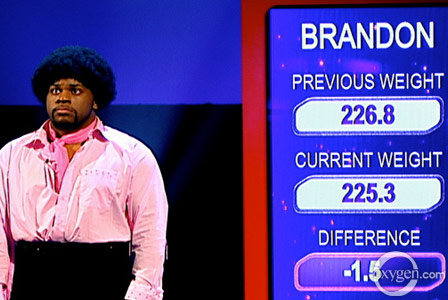 BRANDON
PREVIOUS WEIGHT
226.8
CURRENT WEIGHT
225.3
DIFFERENCE
-1.5
oxygen.com